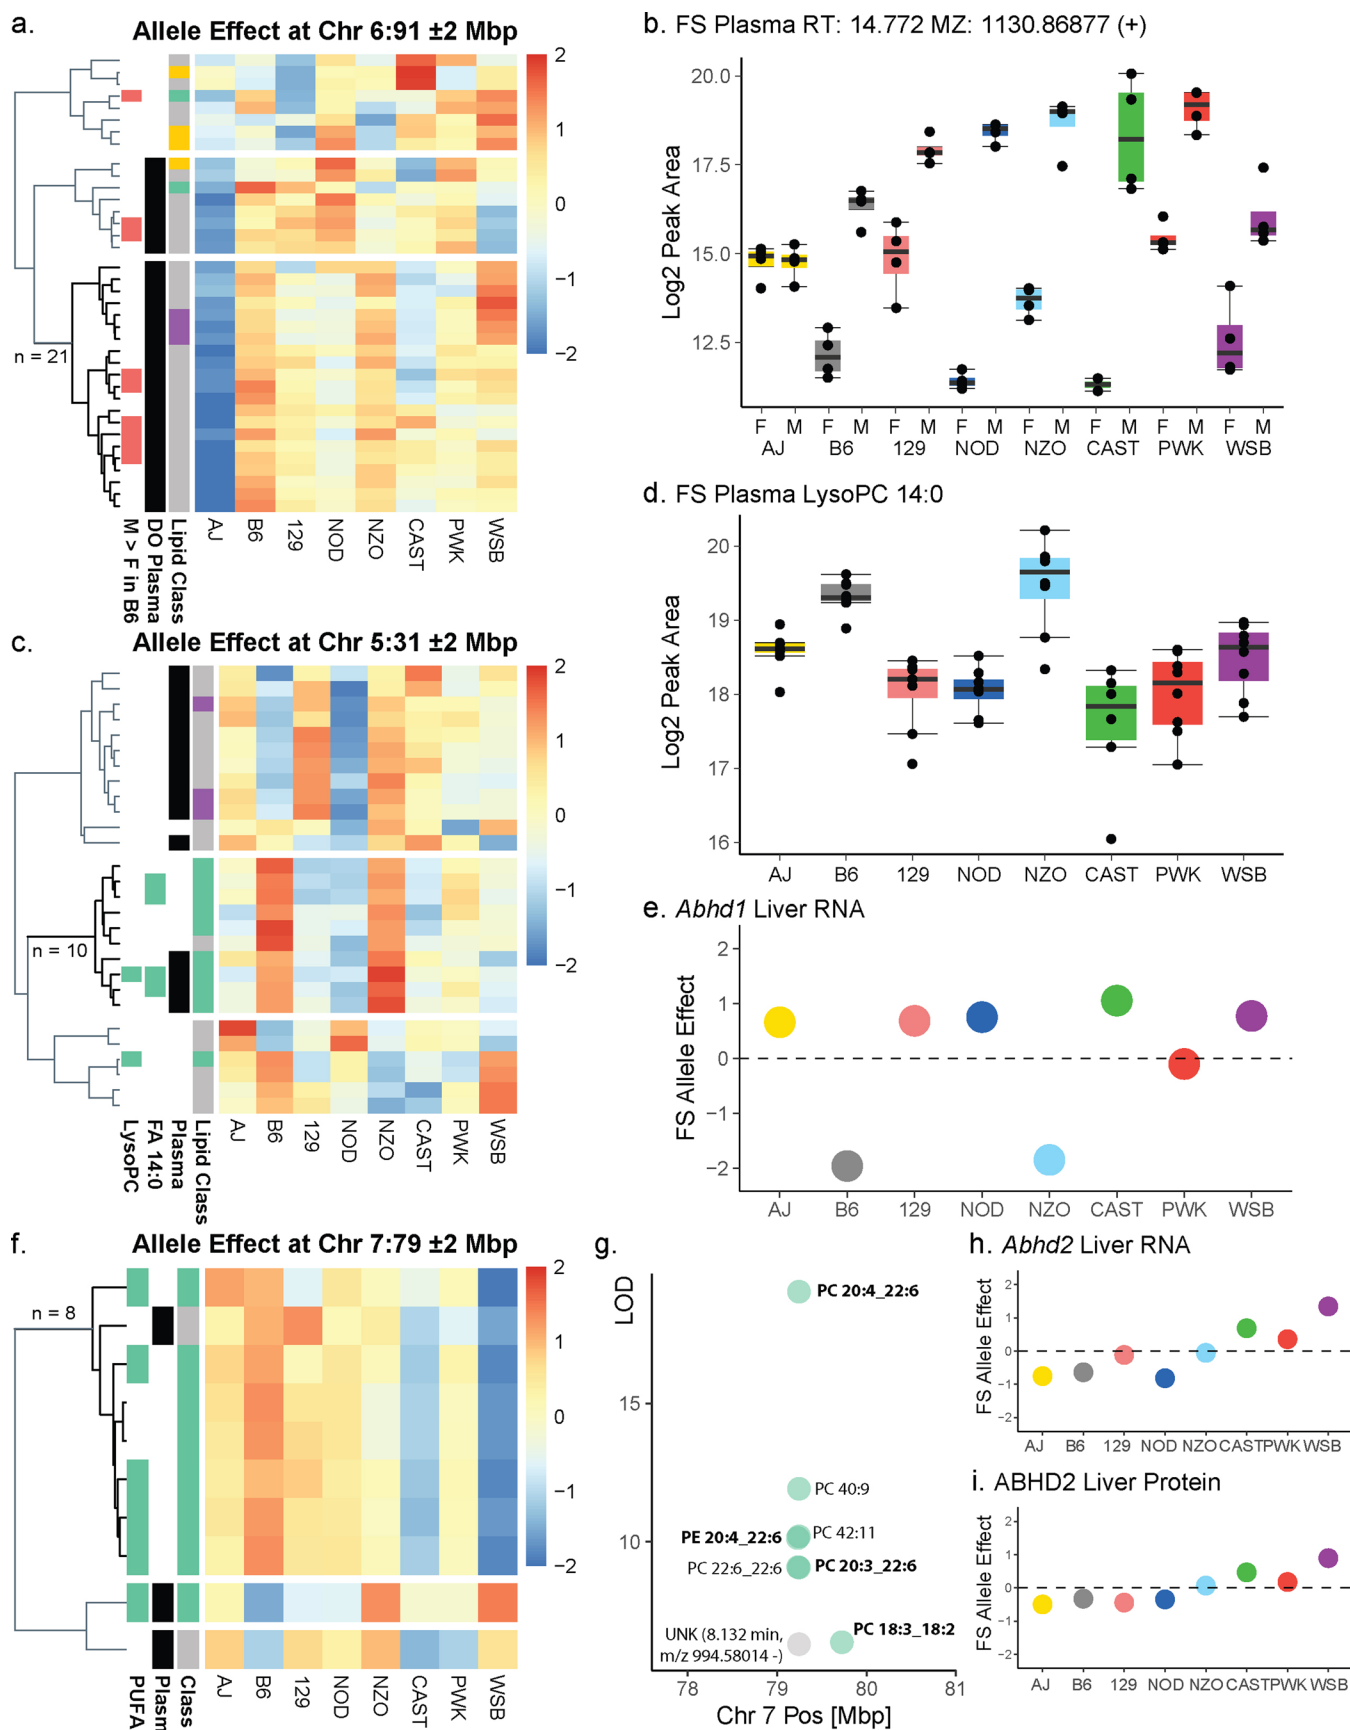 a.
Allele Effect at Chr 6:91 ±2 Mbp
2
1
0
−1
−2
n = 21
M > F in B6
DO Plasma
Lipid Class
AJ
B6
129
NOD
NZO
CAST
PWK
WSB
b. FS Plasma RT: 14.772 MZ: 1130.86877 (+)
Log2 Peak Area
20.0
17.5
15.0
12.5
F M F M F M F M F M F M F M F M
AJ B6 129 NOD NZO CAST PWK WSB
c.
Allele Effect at Chr 5:31 ±2 Mbp
2
1
0
−1
−2
n = 10
LysoPC
FA 14:0
Plasma
Lipid Class
AJ
B6
129
NOD
NZO
CAST
PWK
WSB
d. FS Plasma LysoPC 14:0
Log2 Peak Area
20
19
18
17
16
AJ B6 129 NOD NZO CAST PWK WSB
e. Abhd1 Liver RNA
FS Allele Effect
2
1
0
−1
−2
AJ B6 129 NOD NZO CAST PWK WSB
f.
Allele Effect at Chr 7:79 ±2 Mbp
2
1
0
−1
−2
n = 8
PUFA
Plasm
Class
AJ
B6
129
NOD
NZO
CAST
PWK
WSB
g.
LOD
15
10
PC 20:4_22:6
PC 40:9
PE 20:4_22:6
PC 42:11
PC 22:6_22:6
PC 20:3_22:6
UNK (8.132 min,
m/z 994.58014 -)
PC 18:3_18:2
78 79 80 81
Chr 7 Pos [Mbp]
h. Abhd2 Liver RNA
FS Allele Effect
2
1
0
−1
−2
AJ B6 129 NOD NZO CAST PWK WSB
i. ABHD2 Liver Protein
FS Allele Effect
2
1
0
−1
−2
AJ B6 129 NOD NZO CAST PWK WSB